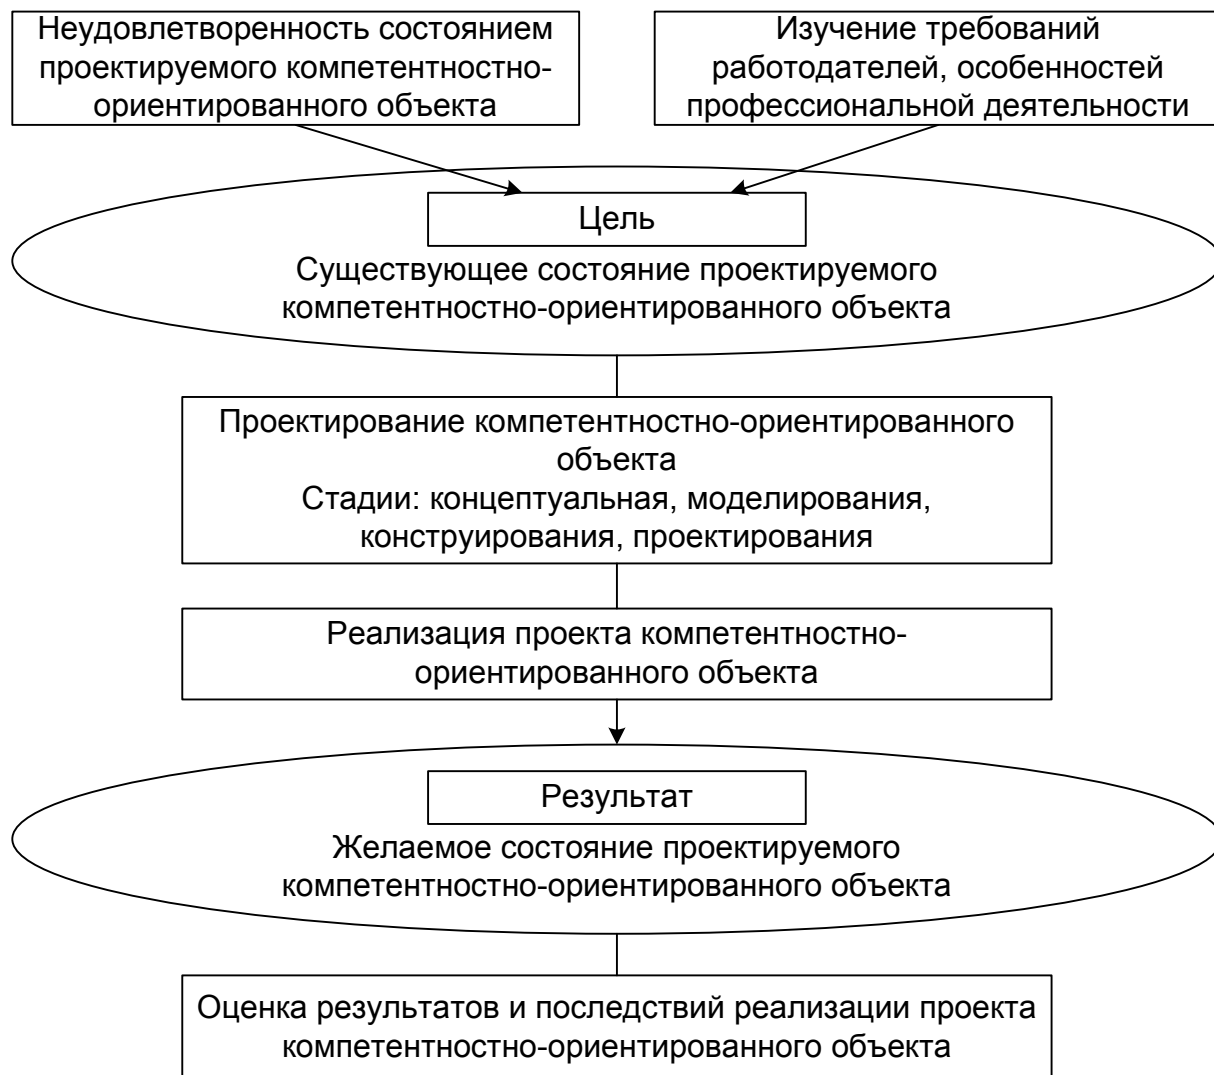 Неудовлетворенность состоянием
проектируемого компетентностно-
ориентированного объекта
Изучение требований
работодателей, особенностей
профессиональной деятельности
Цель
Существующее состояние проектируемого
компетентностно-ориентированного объекта
Проектирование компетентностно-ориентированного
объекта
Стадии: концептуальная, моделирования,
конструирования, проектирования
Реализация проекта компетентностно-
ориентированного объекта
Результат
Желаемое состояние проектируемого
компетентностно-ориентированного объекта
Оценка результатов и последствий реализации проекта
компетентностно-ориентированного объекта